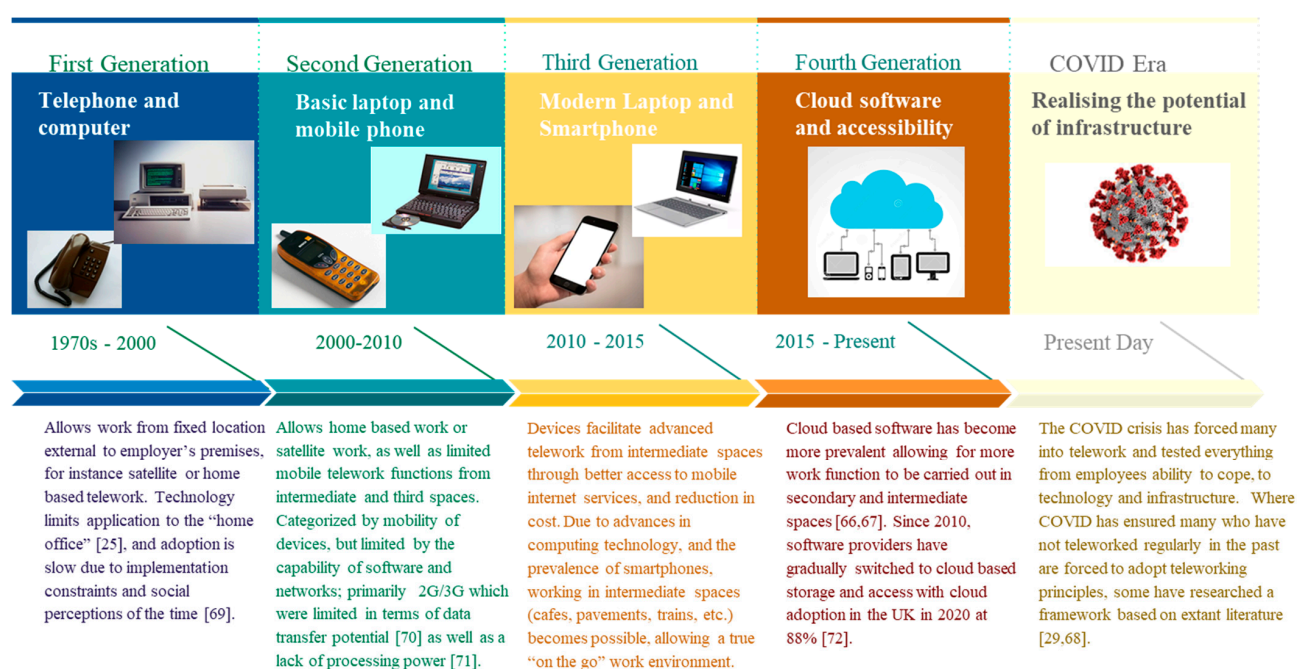 First Generation
Telephone and
computer
1970s - 2000
Allows work from fixed location
external to employer's premises,
for instance satellite or home
based telework. Technology
limits application to the “home
office” [25], and adoption is
slow due to implementation
constraints and social
perceptions of the time [69].
Second Generation
Basic laptop and
mobile phone
2000-2010
Allows home based work or
satellite work, as well as limited
mobile telework functions from
intermediate and third spaces.
Categorized by mobility of
devices, but limited by the
capability of software and
networks; primarily 2G/3G which
were limited in terms of data
transfer potential [70] as well as a
lack of processing power [71].
Third Generation
Modern Laptop and
Smartphone
2010 - 2015
Devices facilitate advanced
telework from intermediate spaces
through better access to mobile
internet services, and reduction in
cost. Due to advances in
computing technology, and the
prevalence of smartphones,
working in intermediate spaces
(cafes, pavements, trains, etc.)
becomes possible, allowing a true
“on the go” work environment.
Fourth Generation
Cloud software
and accessibility
2015 - Present
Cloud based software has become
more prevalent allowing for more
work function to be carried out in
secondary and intermediate
spaces [66,67]. Since 2010,
software providers have
gradually switched to cloud based
storage and access with cloud
adoption in the UK in 2020 at
88% [72].
COVID Era
Realising the potential
of infrastructure
Present Day
The COVID crisis has forced many
into telework and tested everything
from employees ability to cope, to
technology and infrastructure. Where
COVID has ensured many who have
not teleworked regularly in the past
are forced to adopt teleworking
principles, some have researched a
framework based on extant literature
[29,68].